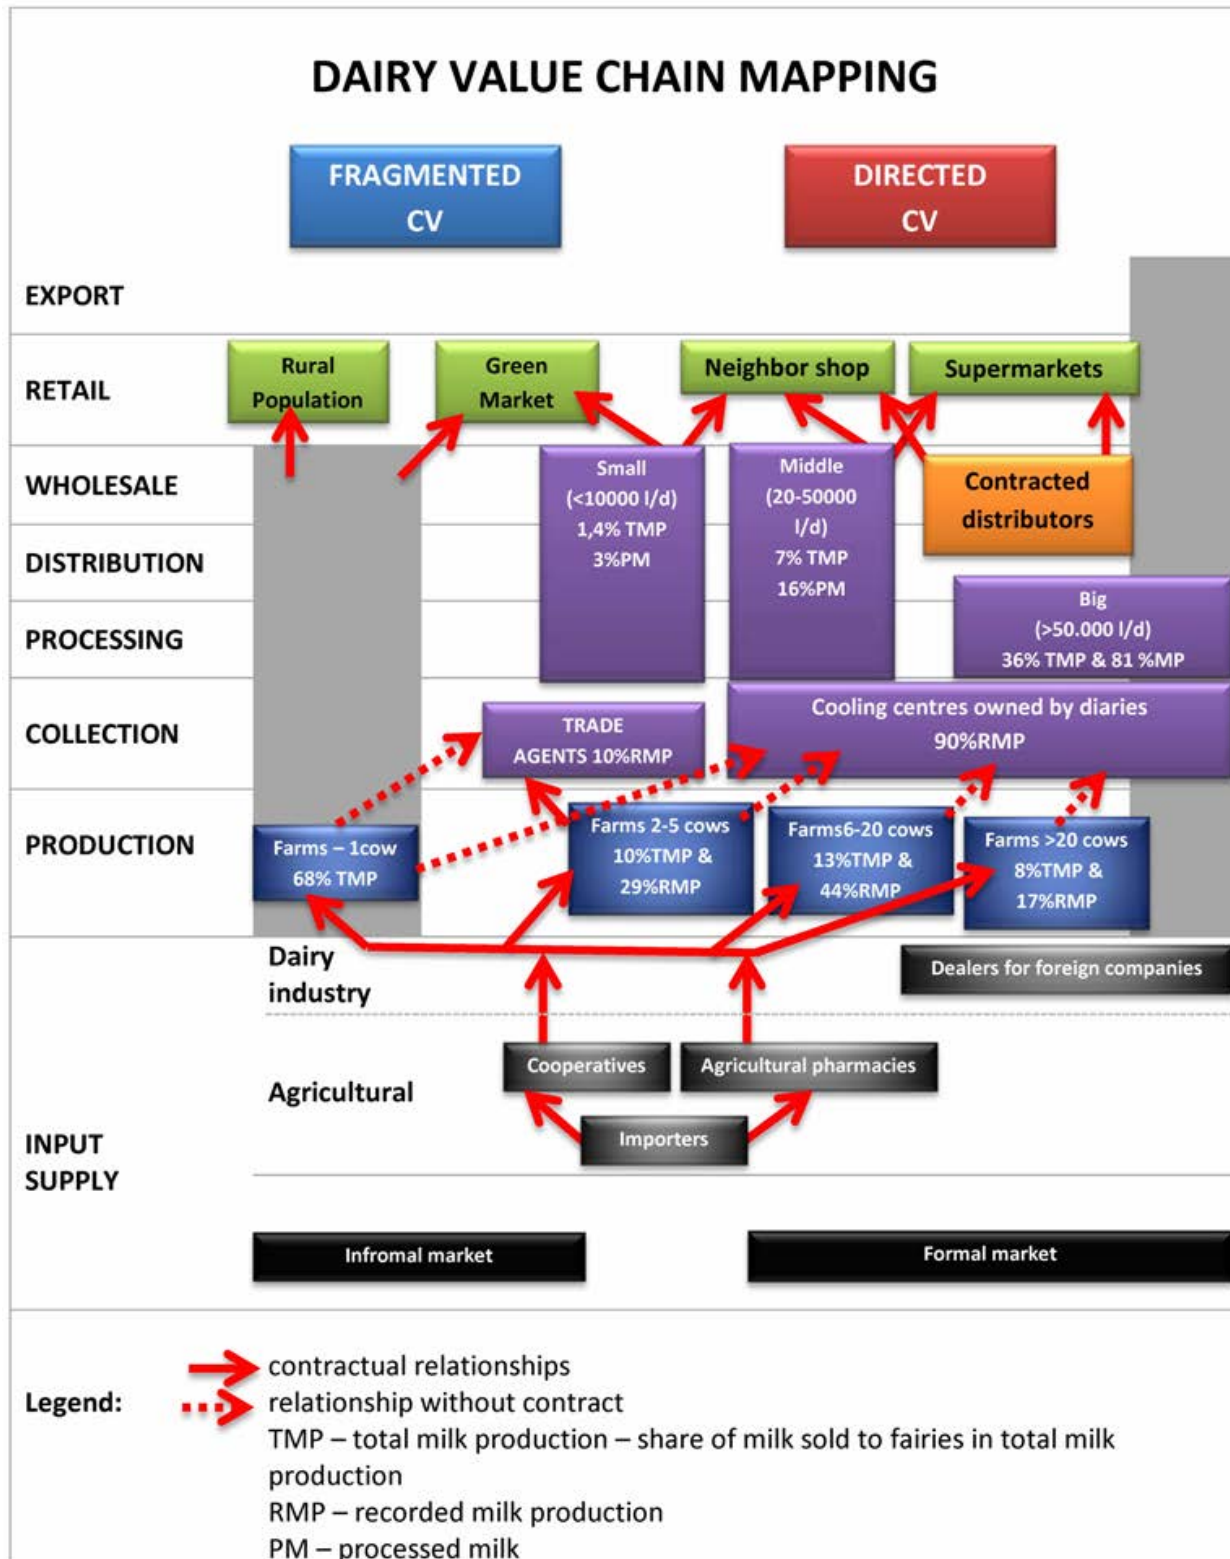 DAIRY VALUE CHAIN MAPPING
FRAGMENTED
CV
DIRECTED
CV
EXPORT
RETAIL
Rural
Population
Green
Market
Neighbor shop
Supermarkets
WHOLESALE
DISTRIBUTION
PROCESSING
Small
(<10000 l/d)
1,4% TMP
3%PM
Middle
(20-50000
l/d)
7% TMP
16%PM
Contracted
distributors
Big
(>50.000 l/d)
36% TMP & 81 %MP
COLLECTION
TRADE
AGENTS 10%RMP
Cooling centres owned by diaries
90%RMP
PRODUCTION
Farms – 1cow
68% TMP
Farms 2-5 cows
10%TMP &
29%RMP
Farms6-20 cows
13%TMP &
44%RMP
Farms >20 cows
8%TMP &
17%RMP
INPUT
SUPPLY
Dairy
industry
Dealers for foreign companies
Agricultural
Cooperatives
Agricultural pharmacies
Importers
Infromal market
Formal market
Legend:
contractual relationships
relationship without contract
TMP – total milk production – share of milk sold to fairies in total milk
production
RMP – recorded milk production
PM – processed milk